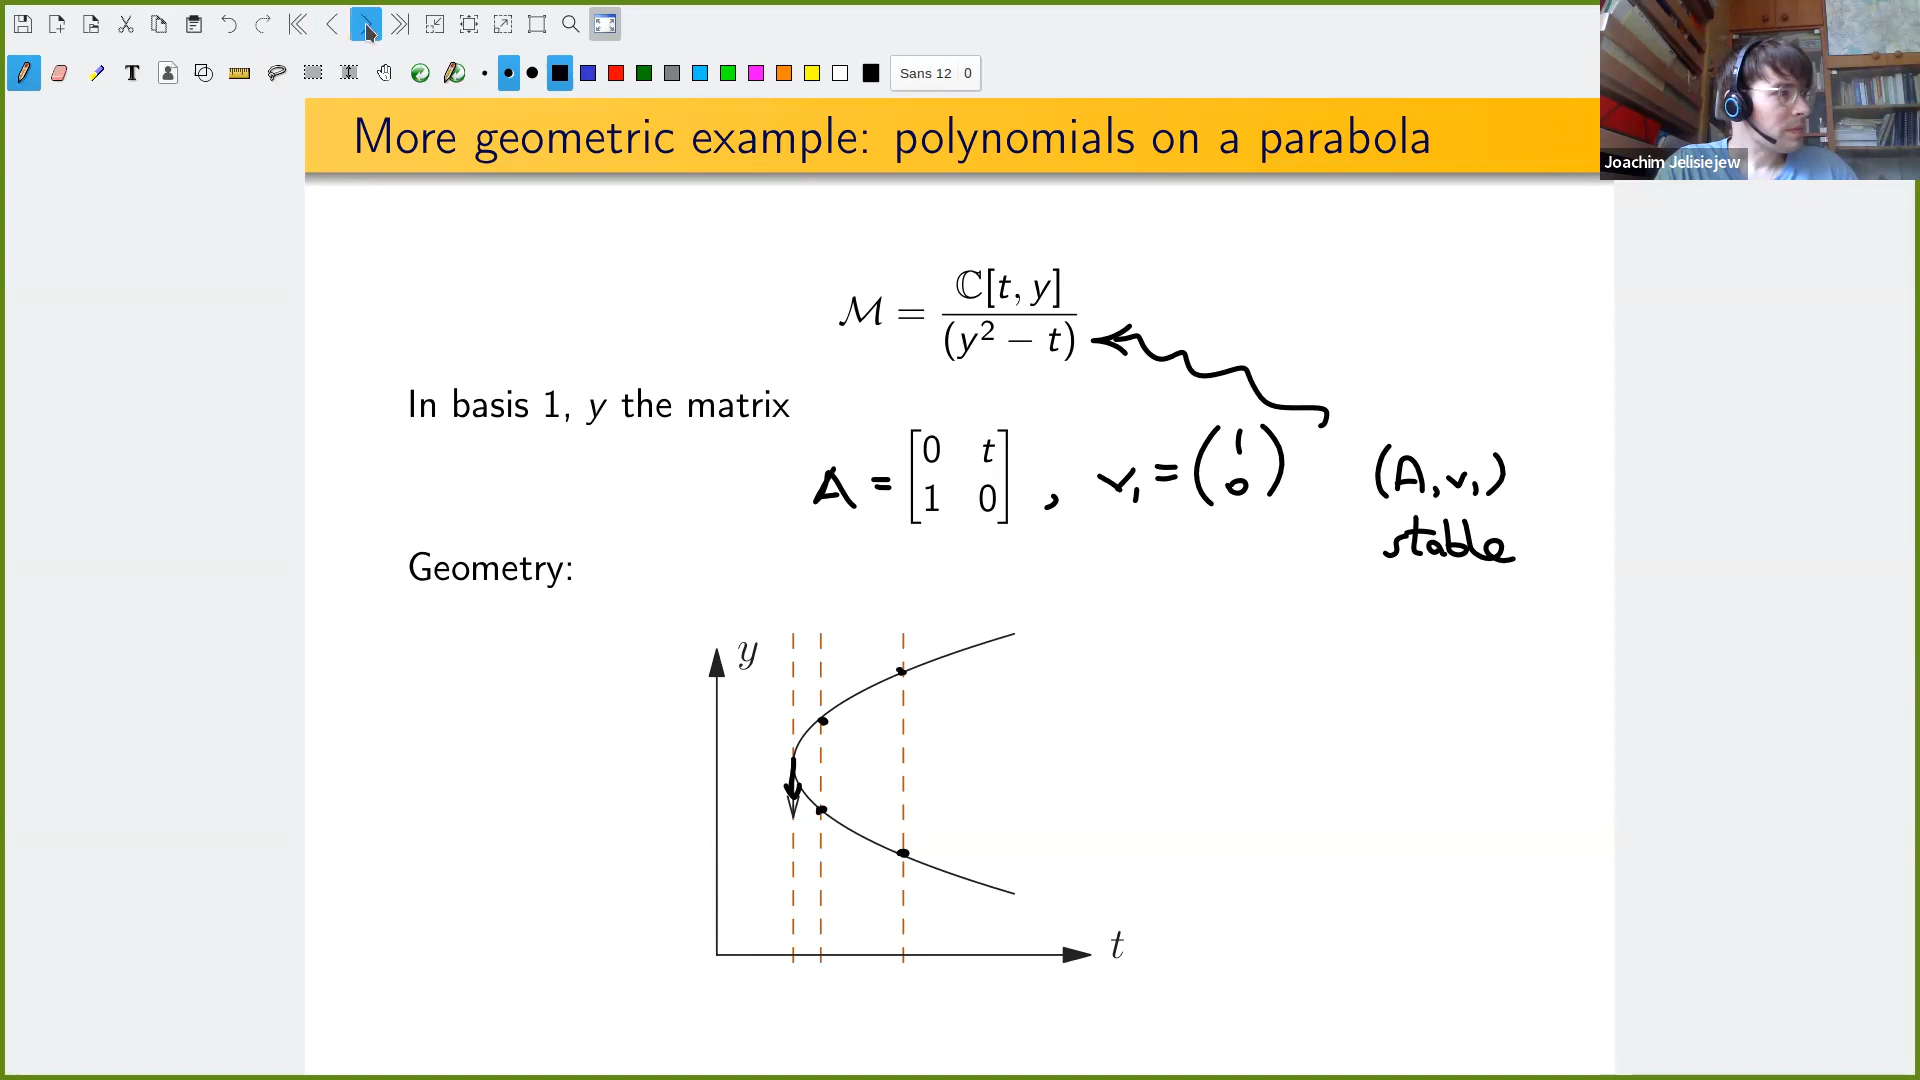 T
Sans 12 0
Joachim Jelisiejew
More geometric example: polynomials on a parabola
ℳ = ℂ[t, y] / (y² − t)
In basis 1, y the matrix
A = [0 t
1 0] , v₁ = (1
0) (A, v₁)
stable
Geometry:
y
t